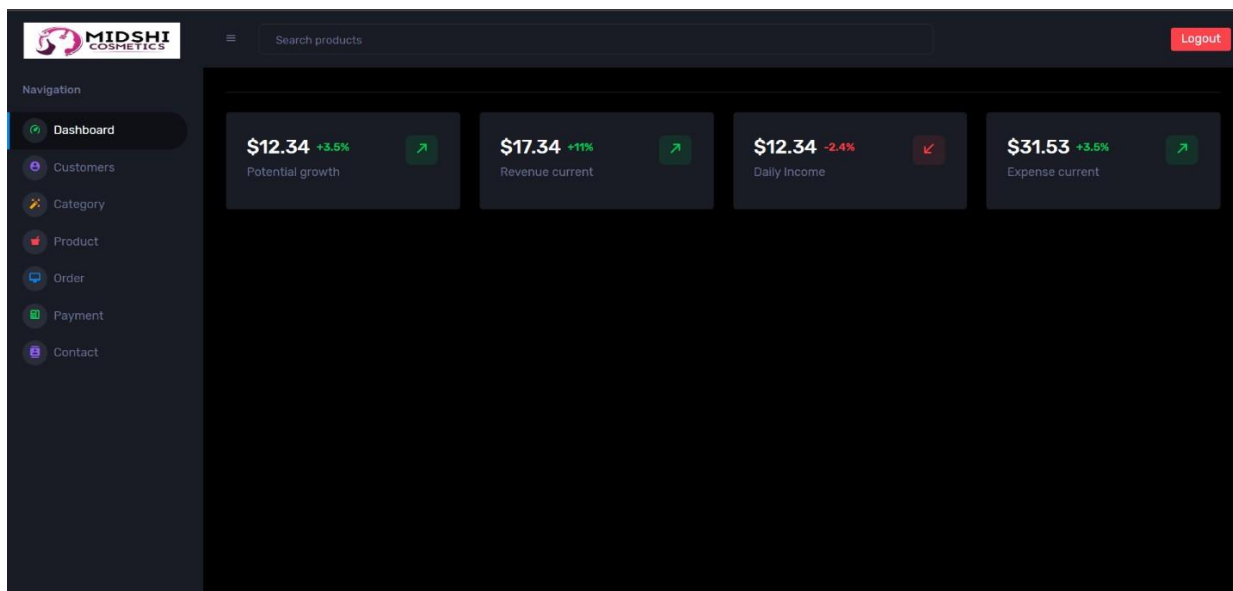 MIDSHI
COSMETICS
Search products
Logout
Navigation
Dashboard
Customers
Category
Product
Order
Payment
Contact
$12.34 +3.5%
Potential growth
$17.34 +11%
Revenue current
$12.34 -2.4%
Daily Income
$31.53 +3.5%
Expense current